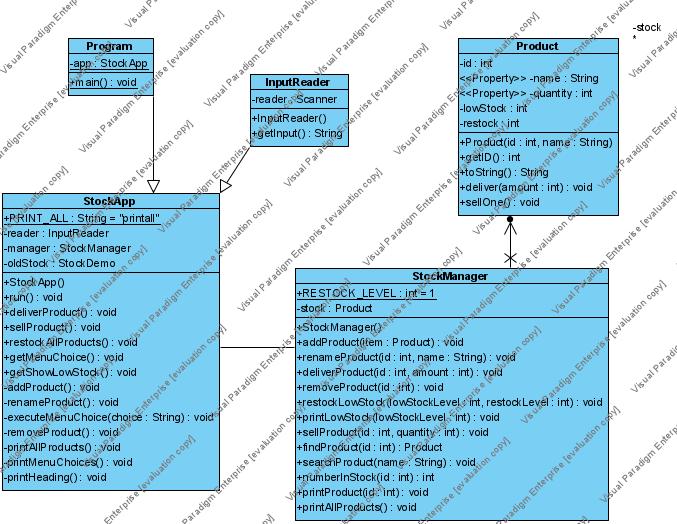 Program
-app : StockApp
+main() : void
InputReader
-reader : Scanner
+InputReader()
+getInput() : String
Product
-id : int
<<Property>> -name : String
<<Property>> -quantity : int
-lowStock : int
-restock : int
+Product(id : int, name : String)
+getID() : int
+toString() : String
+deliver(amount : int) : void
+sellOne() : void
-stock
*
StockApp
+PRINT_ALL : String = "printall"
-reader : InputReader
-manager : StockManager
-oldStock : StockDemo
+StockApp()
+run() : void
+deliverProduct() : void
+sellProduct() : void
+restockAllProducts() : void
+getMenuChoice() : void
+getShowLowStock() : void
-addProduct() : void
-renameProduct() : void
-executeMenuChoice(choice : String) : void
-removeProduct() : void
-printAllProducts() : void
-printMenuChoices() : void
-printHeading() : void
StockManager
+RESTOCK_LEVEL : int = 1
-stock : Product
+StockManager()
+addProduct(item : Product) : void
+renameProduct(id : int, name : String) : void
+deliverProduct(id : int, amount : int) : void
+removeProduct(id : int) : void
+restockLowStock(lowStockLevel : int, restockLevel : int) : void
+printLowStock(lowStockLevel : int) : void
+sellProduct(id : int, quantity : int) : void
+findProduct(id : int) : Product
+searchProduct(name : String) : void
+numberInStock(id : int) : int
+printProduct(id : int) : void
+printAllProducts() : void
Visual Paradigm Enterprise [evaluation copy]